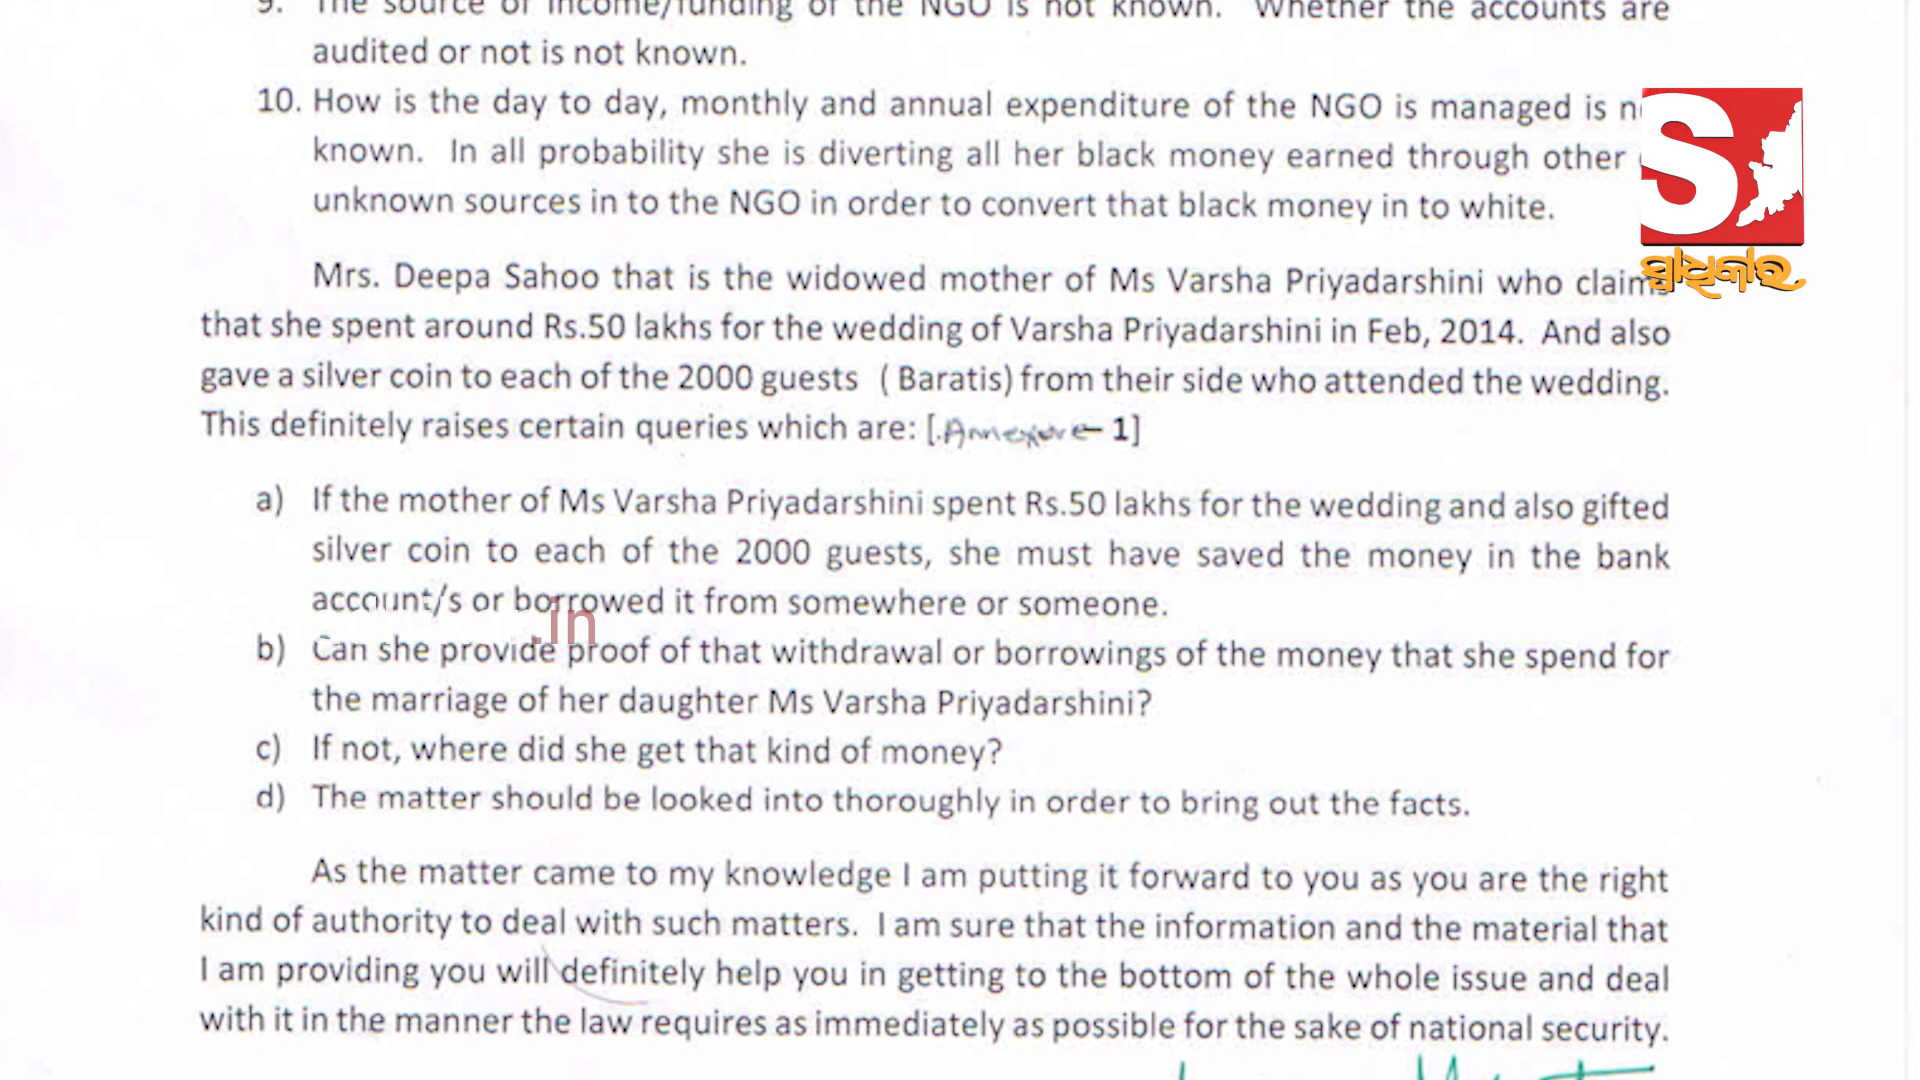 9. The source of income/funding of the NGO is not known. Whether the accounts are
audited or not is not known.
10. How is the day to day, monthly and annual expenditure of the NGO is managed is
known. In all probability she is diverting all her black money earned through other
unknown sources in to the NGO in order to convert that black money in to white.
S
ସ୍ୱାଧିକାର
Mrs. Deepa Sahoo that is the widowed mother of Ms Varsha Priyadarshini who claims
that she spent around Rs.50 lakhs for the wedding of Varsha Priyadarshini in Feb, 2014. And also
gave a silver coin to each of the 2000 guests ( Baratis) from their side who attended the wedding.
This definitely raises certain queries which are: [.Annexure- 1]
a) If the mother of Ms Varsha Priyadarshini spent Rs.50 lakhs for the wedding and also gifted
silver coin to each of the 2000 guests, she must have saved the money in the bank
account/s or borrowed it from somewhere or someone.
.in
b) Can she provide proof of that withdrawal or borrowings of the money that she spend for
the marriage of her daughter Ms Varsha Priyadarshini?
c) If not, where did she get that kind of money?
d) The matter should be looked into thoroughly in order to bring out the facts.
As the matter came to my knowledge I am putting it forward to you as you are the right
kind of authority to deal with such matters. I am sure that the information and the material that
I am providing you will definitely help you in getting to the bottom of the whole issue and deal
with it in the manner the law requires as immediately as possible for the sake of national security.